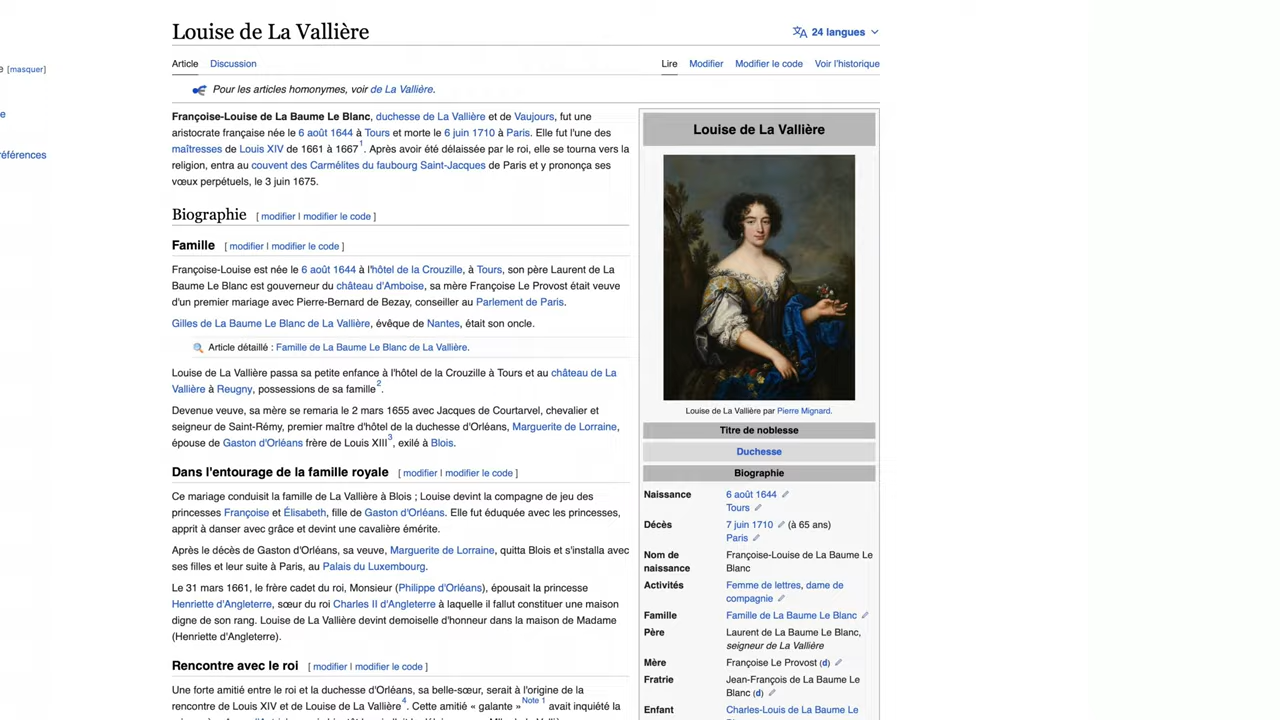 Louise de La Vallière
24 langues
e [masquer]
Article Discussion
Lire Modifier Modifier le code Voir l'historique
Pour les articles homonymes, voir de La Vallière.
e
Françoise-Louise de La Baume Le Blanc, duchesse de La Vallière et de Vaujours, fut une
aristocrate française née le 6 août 1644 à Tours et morte le 6 juin 1710 à Paris. Elle fut l'une des
maîtresses de Louis XIV de 1661 à 1667 1. Après avoir été délaissée par le roi, elle se tourna vers la
religion, entra au couvent des Carmélites du faubourg Saint-Jacques de Paris et y prononça ses
vœux perpétuels, le 3 juin 1675.
éférences
Biographie [ modifier | modifier le code ]
Famille [ modifier | modifier le code ]
Françoise-Louise est née le 6 août 1644 à l'hôtel de la Crouzille, à Tours, son père Laurent de La
Baume Le Blanc est gouverneur du château d'Amboise, sa mère Françoise Le Provost était veuve
d'un premier mariage avec Pierre-Bernard de Bezay, conseiller au Parlement de Paris.
Gilles de La Baume Le Blanc de La Vallière, évêque de Nantes, était son oncle.
Article détaillé : Famille de La Baume Le Blanc de La Vallière.
Louise de La Vallière passa sa petite enfance à l'hôtel de la Crouzille à Tours et au château de La
Vallière à Reugny, possessions de sa famille 2.
Devenue veuve, sa mère se remaria le 2 mars 1655 avec Jacques de Courtarvel, chevalier et
seigneur de Saint-Rémy, premier maître d'hôtel de la duchesse d'Orléans, Marguerite de Lorraine,
épouse de Gaston d'Orléans frère de Louis XIII 3, exilé à Blois.
Dans l'entourage de la famille royale [ modifier | modifier le code ]
Ce mariage conduisit la famille de La Vallière à Blois ; Louise devint la compagne de jeu des
princesses Françoise et Élisabeth, fille de Gaston d'Orléans. Elle fut éduquée avec les princesses,
apprit à danser avec grâce et devint une cavalière émérite.
Après le décès de Gaston d'Orléans, sa veuve, Marguerite de Lorraine, quitta Blois et s'installa avec
ses filles et leur suite à Paris, au Palais du Luxembourg.
Le 31 mars 1661, le frère cadet du roi, Monsieur (Philippe d'Orléans), épousait la princesse
Henriette d'Angleterre, sœur du roi Charles II d'Angleterre à laquelle il fallut constituer une maison
digne de son rang. Louise de La Vallière devint demoiselle d'honneur dans la maison de Madame
(Henriette d'Angleterre).
Rencontre avec le roi [ modifier | modifier le code ]
Une forte amitié entre le roi et la duchesse d'Orléans, sa belle-sœur, serait à l'origine de la
rencontre de Louis XIV et de Louise de La Vallière 4. Cette amitié « galante » Note 1 avait inquiété la
Louise de La Vallière
Louise de La Vallière par Pierre Mignard.
Titre de noblesse
Duchesse
Biographie
Naissance 6 août 1644
Tours
Décès 7 juin 1710 (à 65 ans)
Paris
Nom de naissance Françoise-Louise de La Baume Le
Blanc
Activités Femme de lettres, dame de
compagnie
Famille Famille de La Baume Le Blanc
Père Laurent de La Baume Le Blanc,
seigneur de La Vallière
Mère Françoise Le Provost (d)
Fratrie Jean-François de La Baume Le
Blanc (d)
Enfant Charles-Louis de La Baume Le